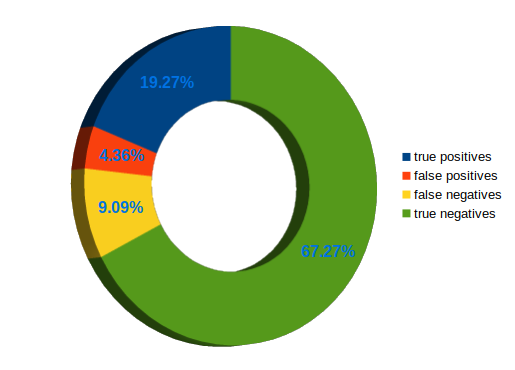 19.27%
4.36%
9.09%
67.27%
true positives
false positives
false negatives
true negatives